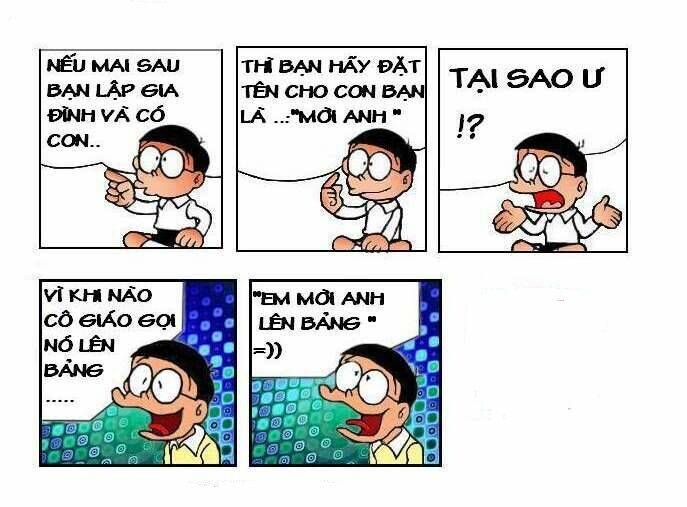 NẾU MAI SAU
BẠN LẬP GIA
ĐÌNH VÀ CÓ
CON..
THÌ BẠN HÃY ĐẶT
TÊN CHO CON BẠN
LÀ ..:"MỜI ANH "
TẠI SAO Ư
!?
VÌ KHI NÀO
CÔ GIÁO GỌI
NÓ LÊN
BẢNG
.....
"EM MỜI ANH
LÊN BẢNG "
=))